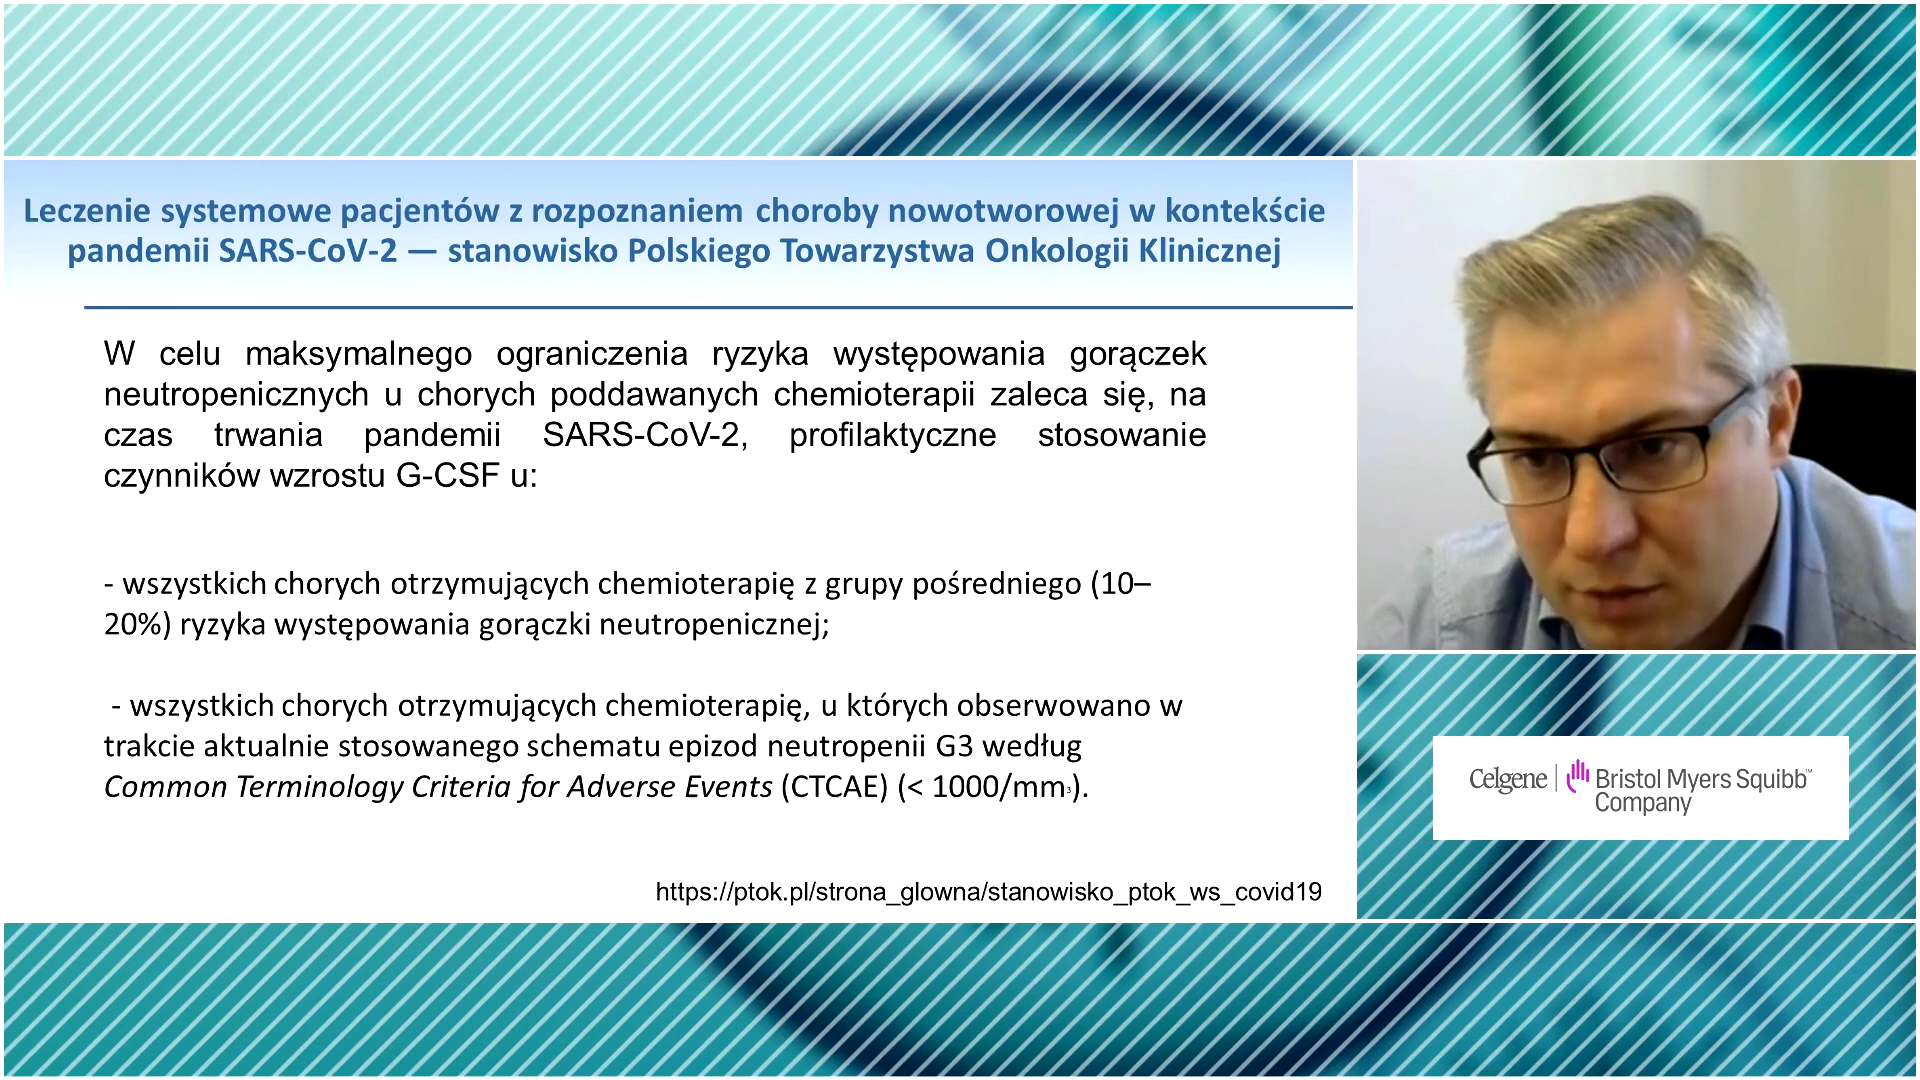 Leczenie systemowe pacjentów z rozpoznaniem choroby nowotworowej w kontekście
pandemii SARS-CoV-2 — stanowisko Polskiego Towarzystwa Onkologii Klinicznej
W celu maksymalnego ograniczenia ryzyka występowania gorączek
neutropenicznych u chorych poddawanych chemioterapii zaleca się, na
czas trwania pandemii SARS-CoV-2, profilaktyczne stosowanie
czynników wzrostu G-CSF u:
- wszystkich chorych otrzymujących chemioterapię z grupy pośredniego (10–
20%) ryzyka występowania gorączki neutropenicznej;
- wszystkich chorych otrzymujących chemioterapię, u których obserwowano w
trakcie aktualnie stosowanego schematu epizod neutropenii G3 według
Common Terminology Criteria for Adverse Events (CTCAE) (< 1000/mm³).
https://ptok.pl/strona_glowna/stanowisko_ptok_ws_covid19
Celgene | Bristol Myers Squibb™
Company